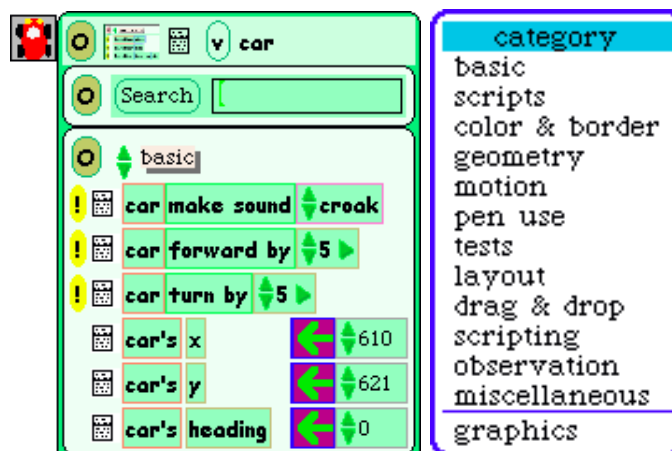 v car
Search
basic
! car make sound croak
! car forward by 5
! car turn by 5
car's x 610
car's y 621
car's heading 0
category
basic
scripts
color & border
geometry
motion
pen use
tests
layout
drag & drop
scripting
observation
miscellaneous
graphics